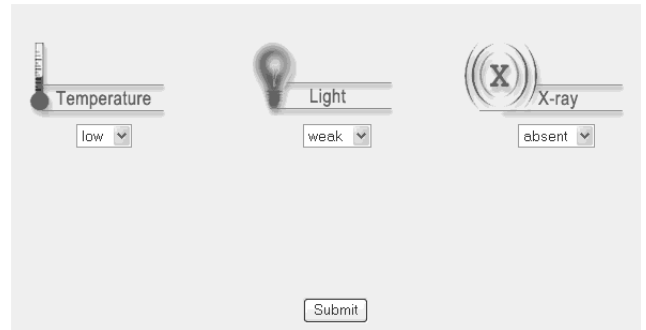 Temperature
Light
X
X-ray
low
weak
absent
Submit